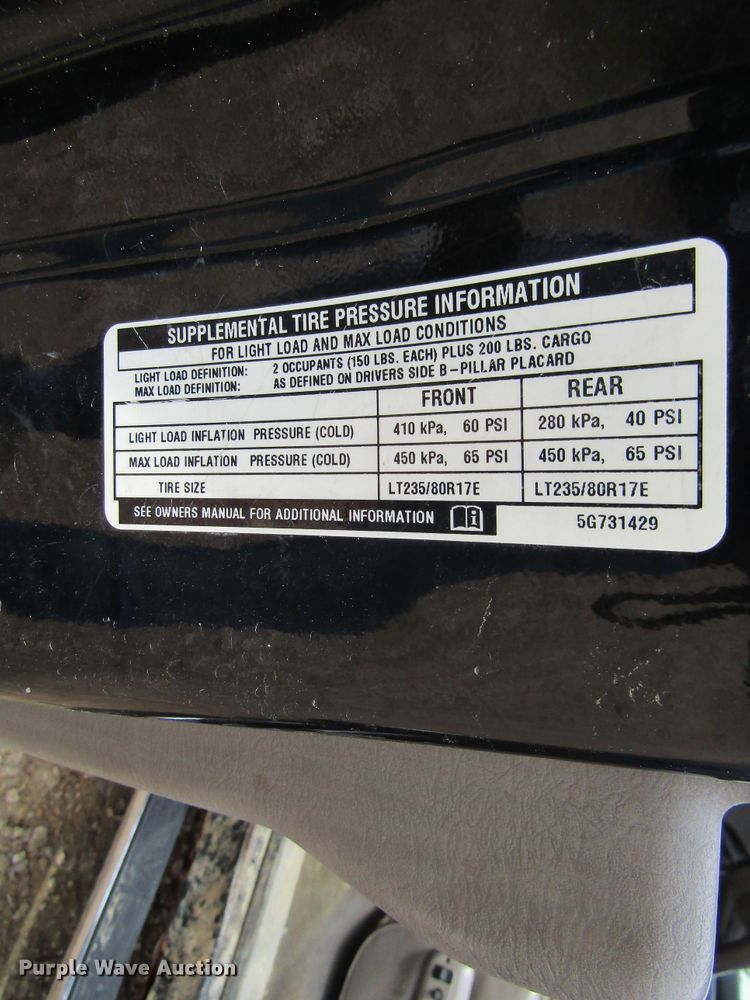 SUPPLEMENTAL TIRE PRESSURE INFORMATION
FOR LIGHT LOAD AND MAX LOAD CONDITIONS
LIGHT LOAD DEFINITION: 2 OCCUPANTS (150 LBS. EACH) PLUS 200 LBS. CARGO
MAX LOAD DEFINITION: AS DEFINED ON DRIVERS SIDE B-PILLAR PLACARD
FRONT REAR
LIGHT LOAD INFLATION PRESSURE (COLD) 410 kPa, 60 PSI 280 kPa, 40 PSI
MAX LOAD INFLATION PRESSURE (COLD) 450 kPa, 65 PSI 450 kPa, 65 PSI
TIRE SIZE LT235/80R17E LT235/80R17E
SEE OWNERS MANUAL FOR ADDITIONAL INFORMATION 5G731429
Purple Wave Auction